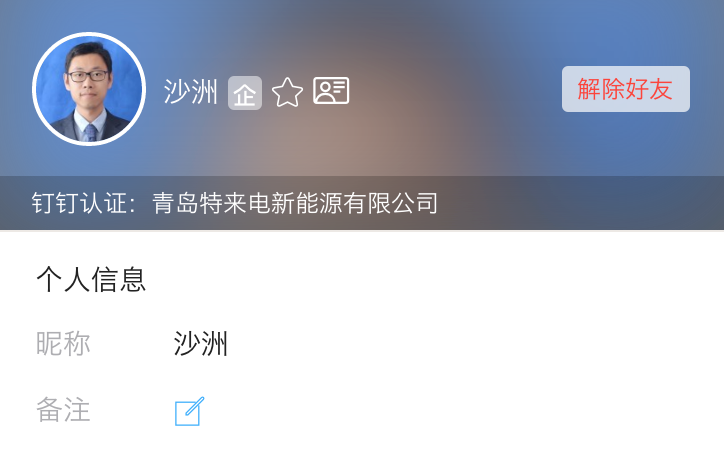 沙洲 企
解除好友
钉钉认证：青岛特来电新能源有限公司
个人信息
昵称 沙洲
备注